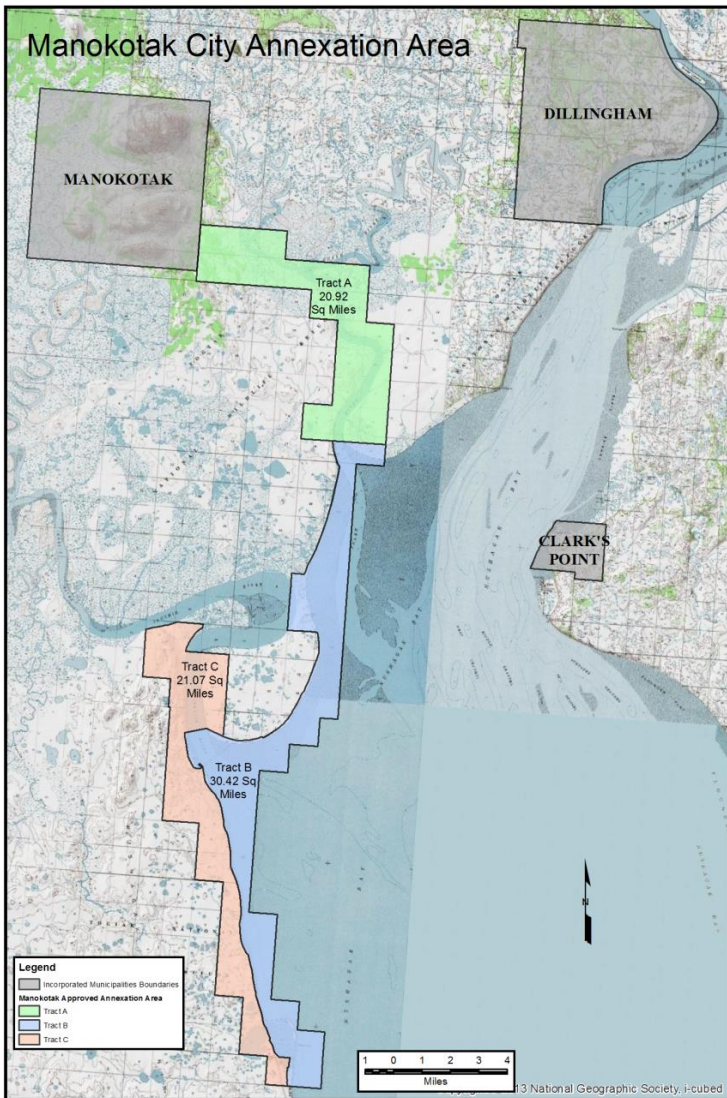 Manokotak City Annexation Area
DILLINGHAM
MANOKOTAK
Tract A
20.92
Sq Miles
CLARK'S
POINT
Tract C
21.07 Sq
Miles
Tract B
30.42 Sq
Miles
N
Legend
Incorporated Municipalities Boundaries
Manokotak Approved Annexation Area
Tract A
Tract B
Tract C
1 0 1 2 3 4
Miles
13 National Geographic Society, i-cubed